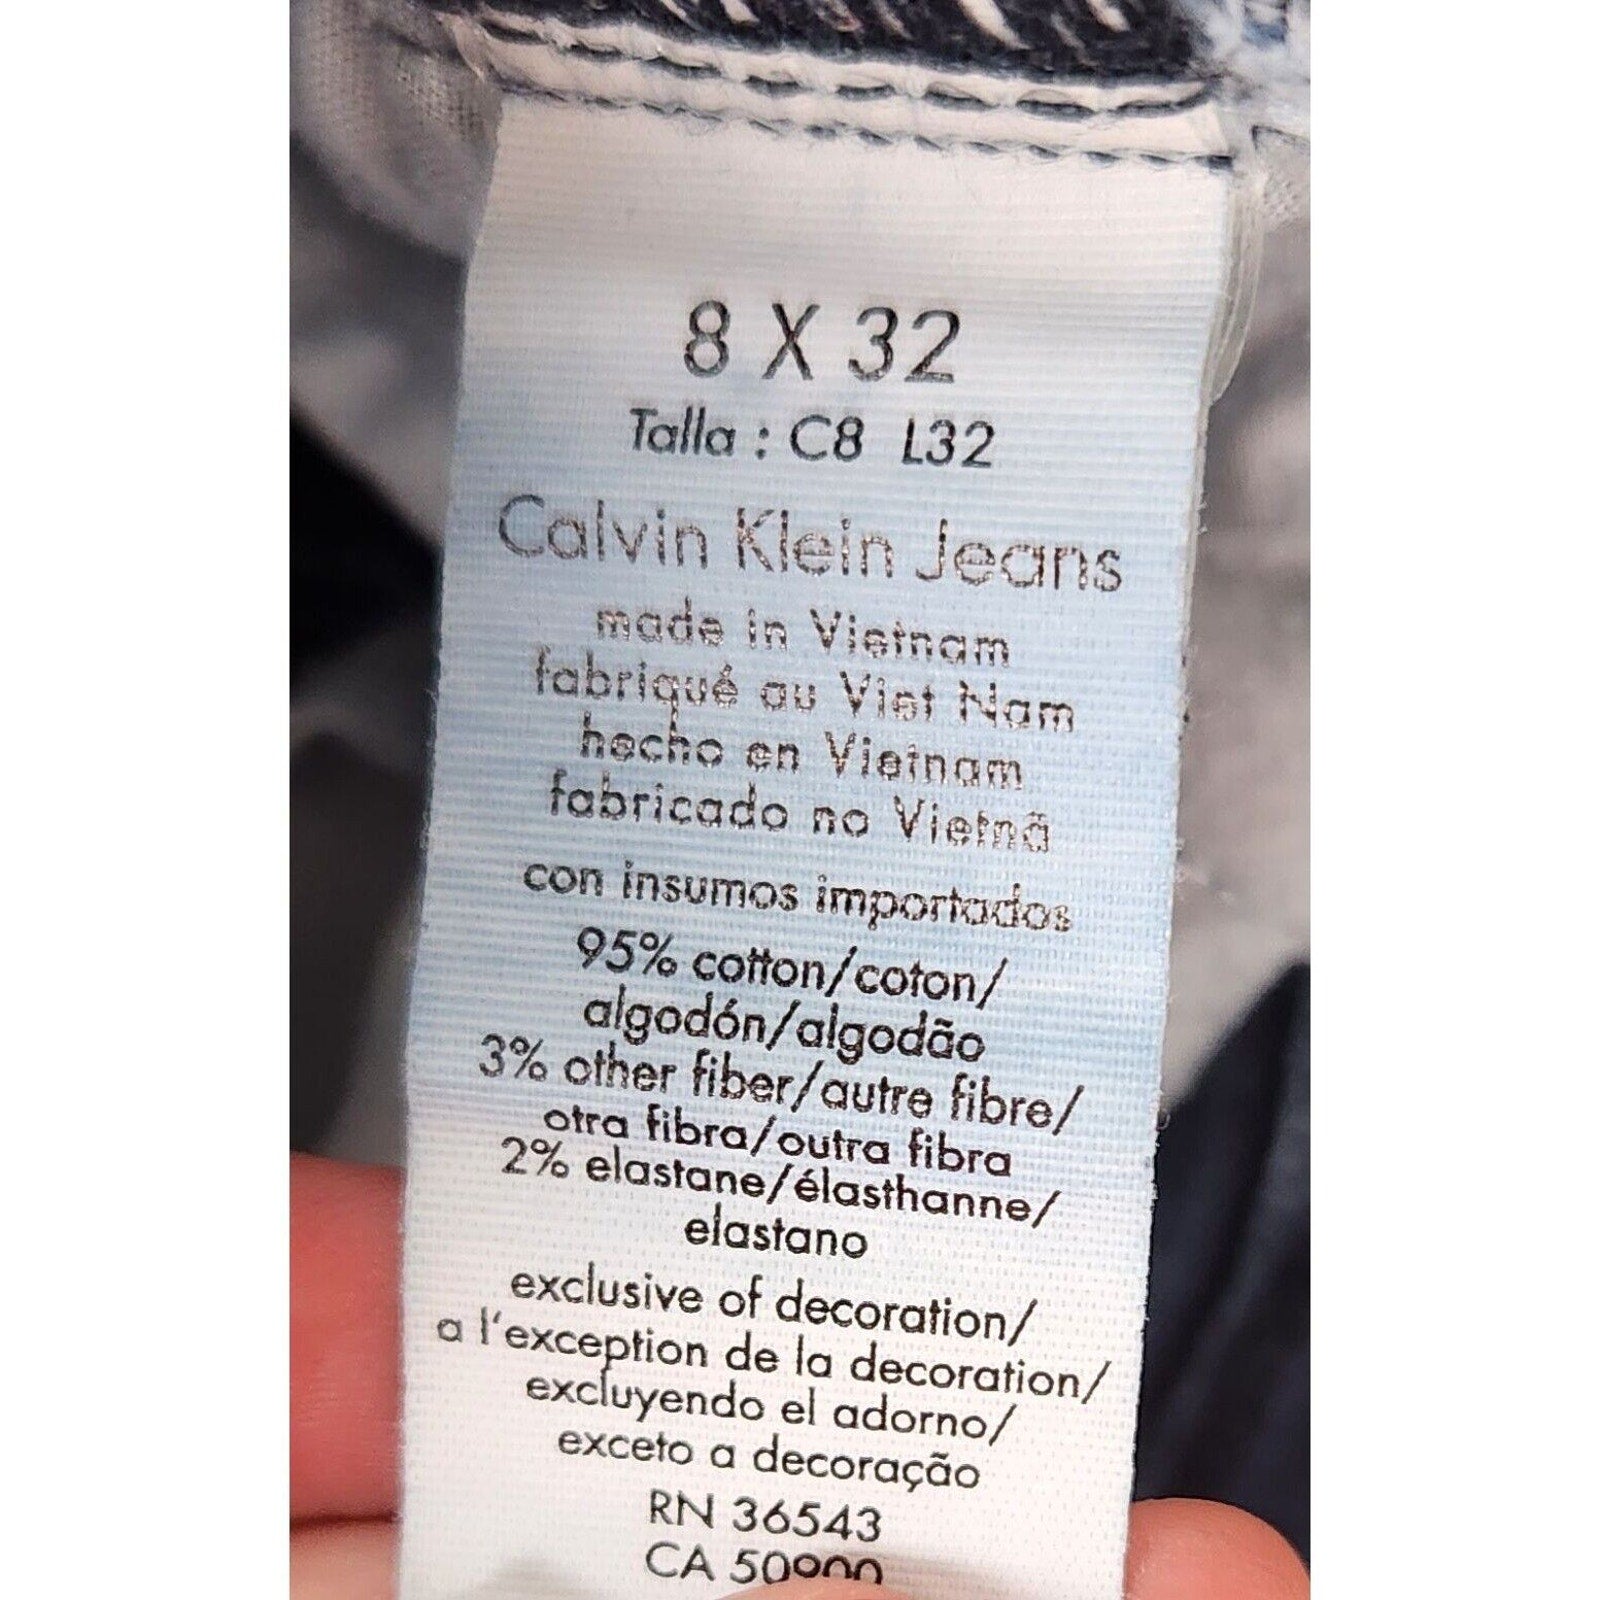 8 X 32
Talla : C8 L32
Calvin Klein Jeans
made in Vietnam
fabriqué au Viet Nam
hecho en Vietnam
fabricado no Vietnã
con insumos importados
95% cotton/coton/
algodón/algodão
3% other fiber/autre fibre/
otra fibra/outra fibra
2% elastane/élasthanne/
elastano
exclusive of decoration/
a l'exception de la decoration/
excluyendo el adorno/
exceto a decoração
RN 36543
CA